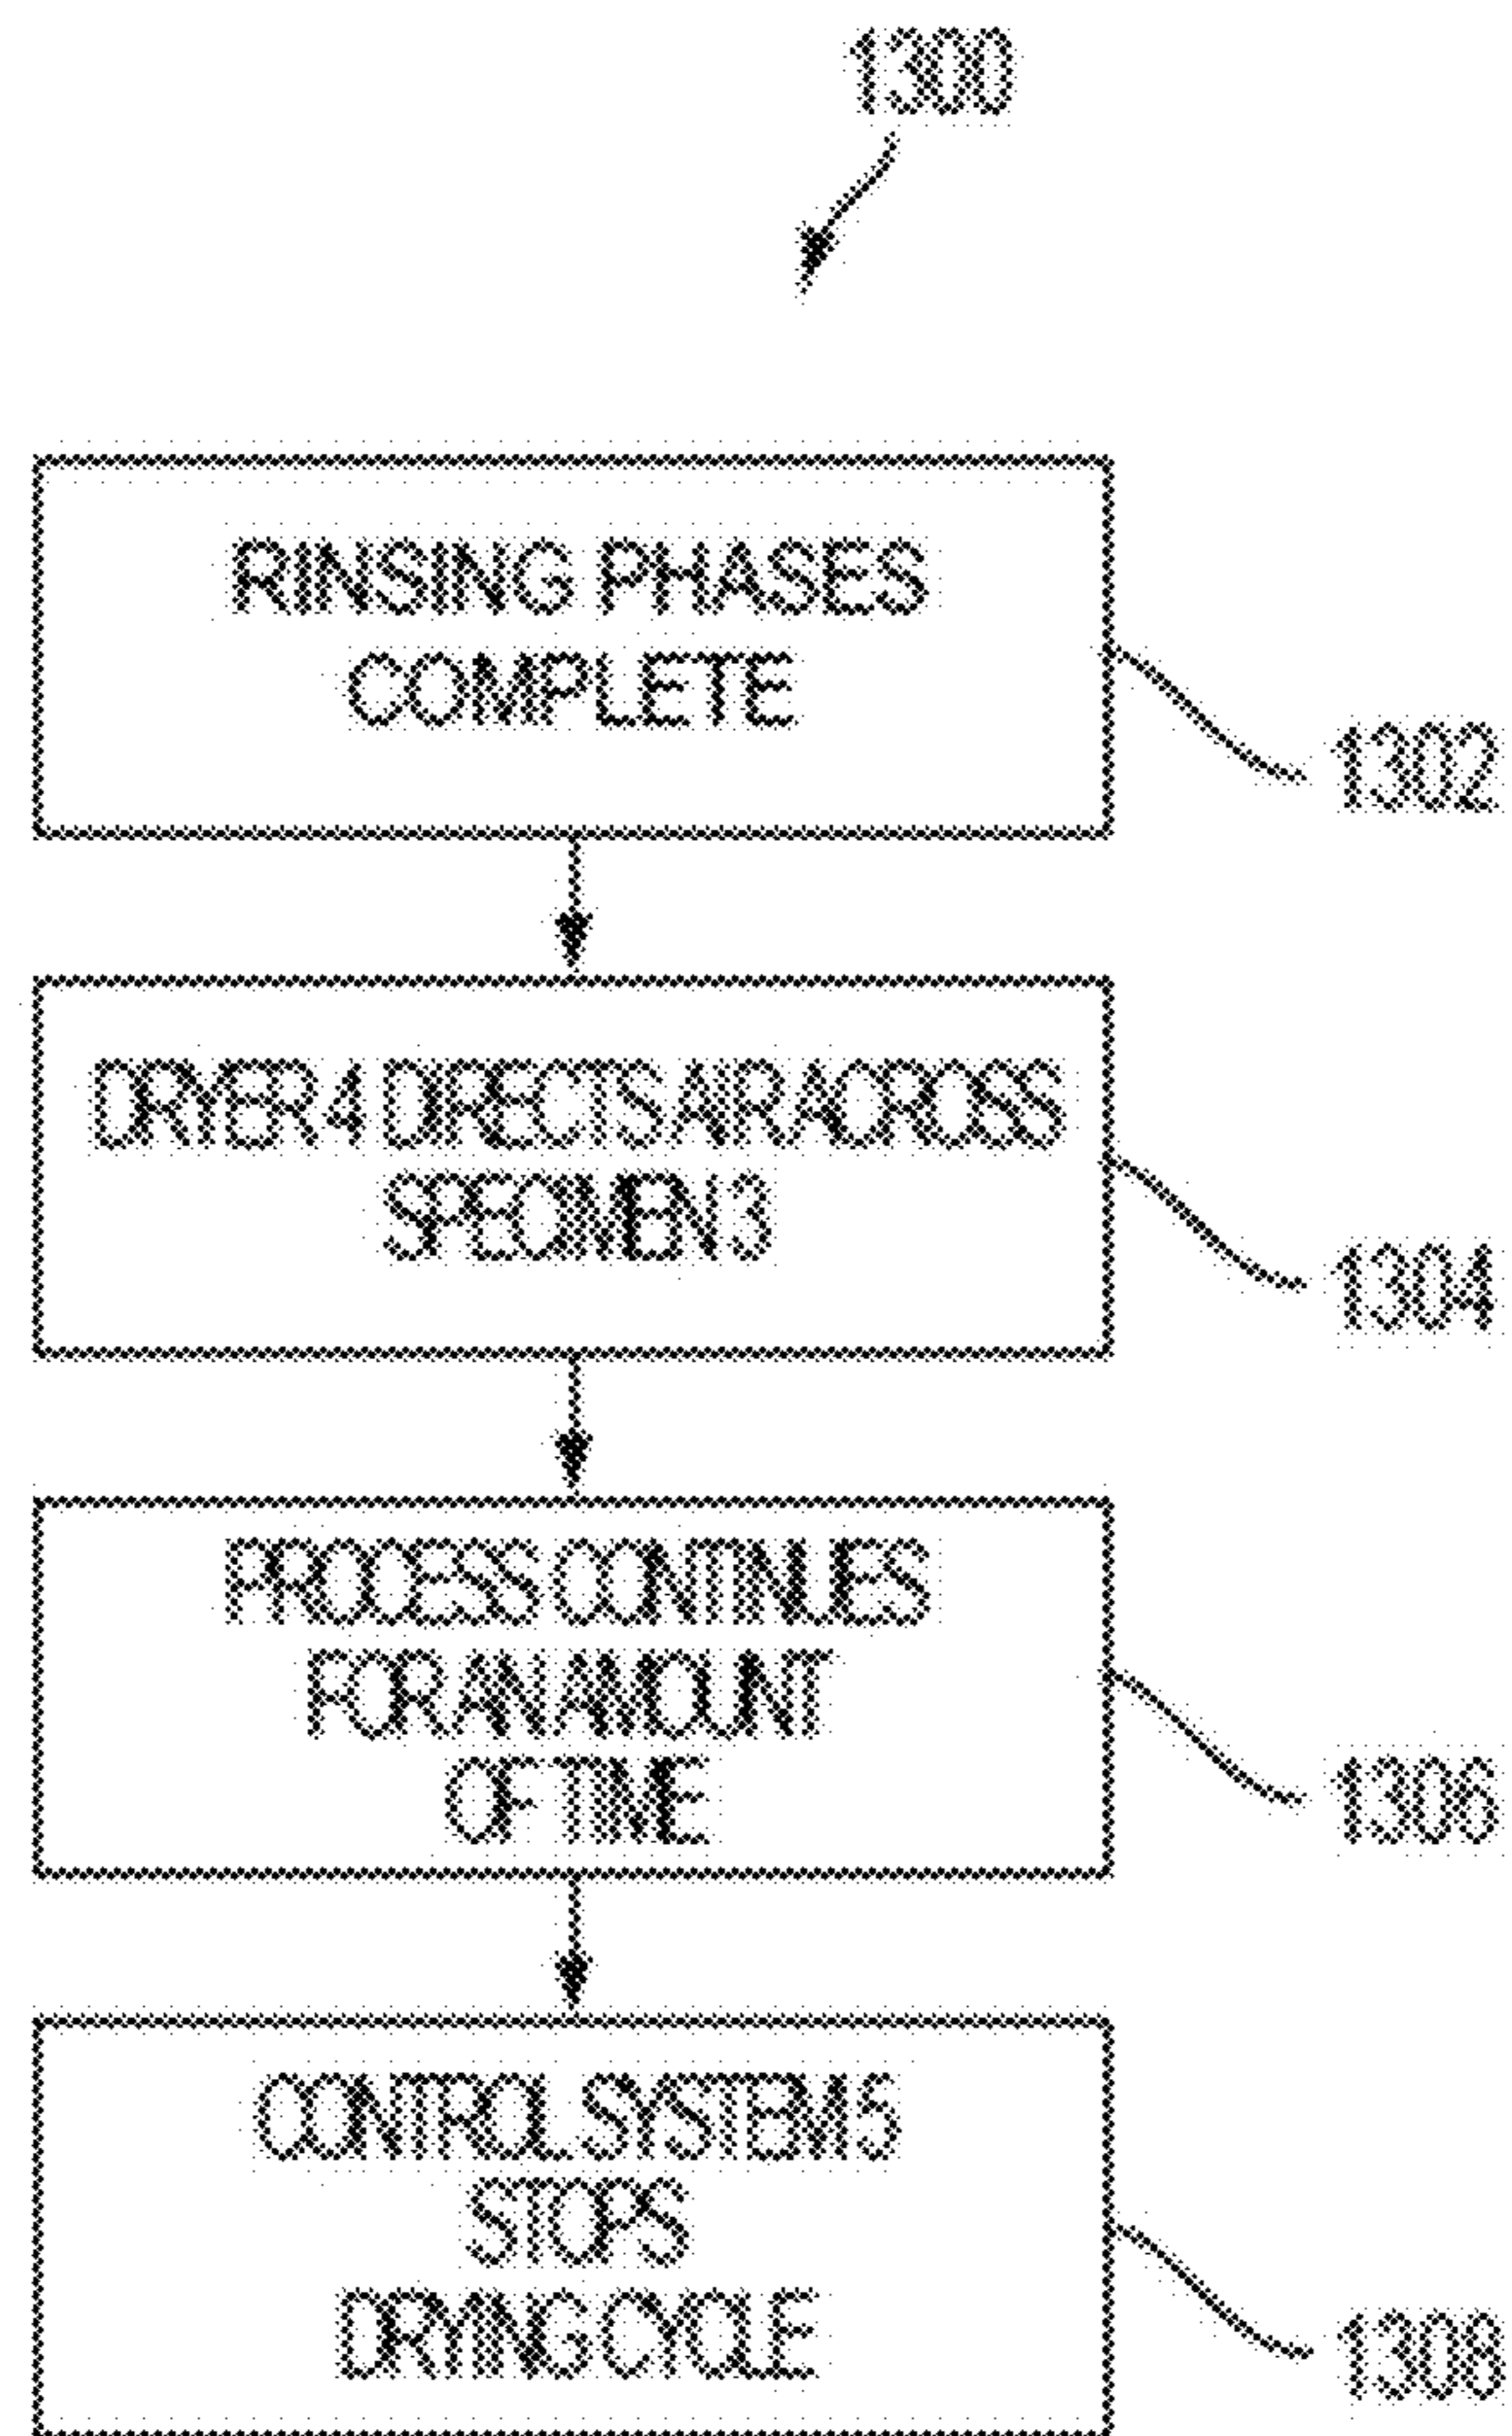 1300
RINSING PHASES
COMPLETE
1302
DRYER 4 DIRECTS AIR ACROSS
SPECIMEN 3
1304
PROCESS CONTINUES
FOR AN AMOUNT
OF TIME
1306
CONTROL SYSTEM 5
STOPS
DRYING CYCLE
1308